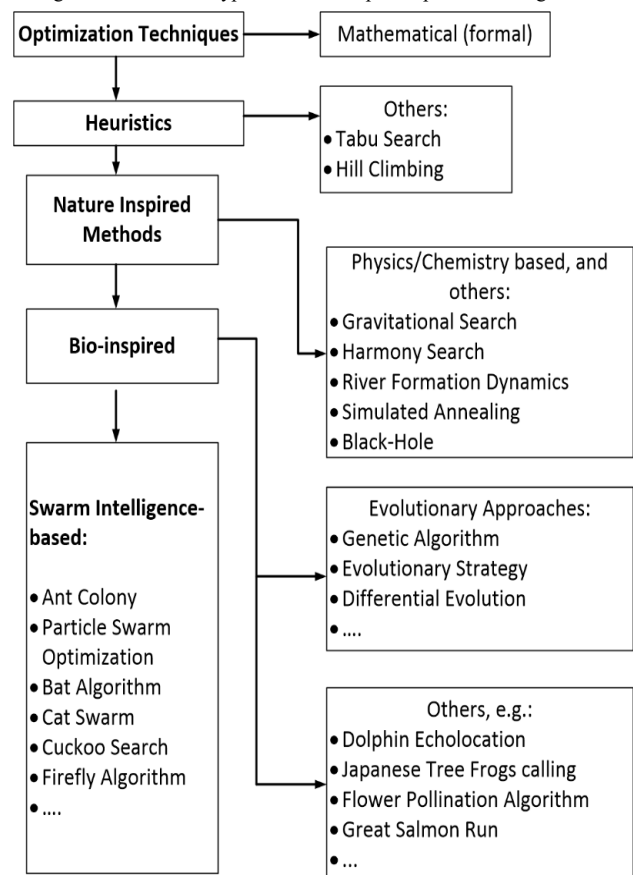 Optimization Techniques
Mathematical (formal)
Heuristics
Others:
• Tabu Search
• Hill Climbing
Nature Inspired
Methods
Physics/Chemistry based, and
others:
• Gravitational Search
• Harmony Search
• River Formation Dynamics
• Simulated Annealing
• Black-Hole
Bio-inspired
Swarm Intelligence-
based:
• Ant Colony
• Particle Swarm
Optimization
• Bat Algorithm
• Cat Swarm
• Cuckoo Search
• Firefly Algorithm
• ....
Evolutionary Approaches:
• Genetic Algorithm
• Evolutionary Strategy
• Differential Evolution
• ....
Others, e.g.:
• Dolphin Echolocation
• Japanese Tree Frogs calling
• Flower Pollination Algorithm
• Great Salmon Run
• ...